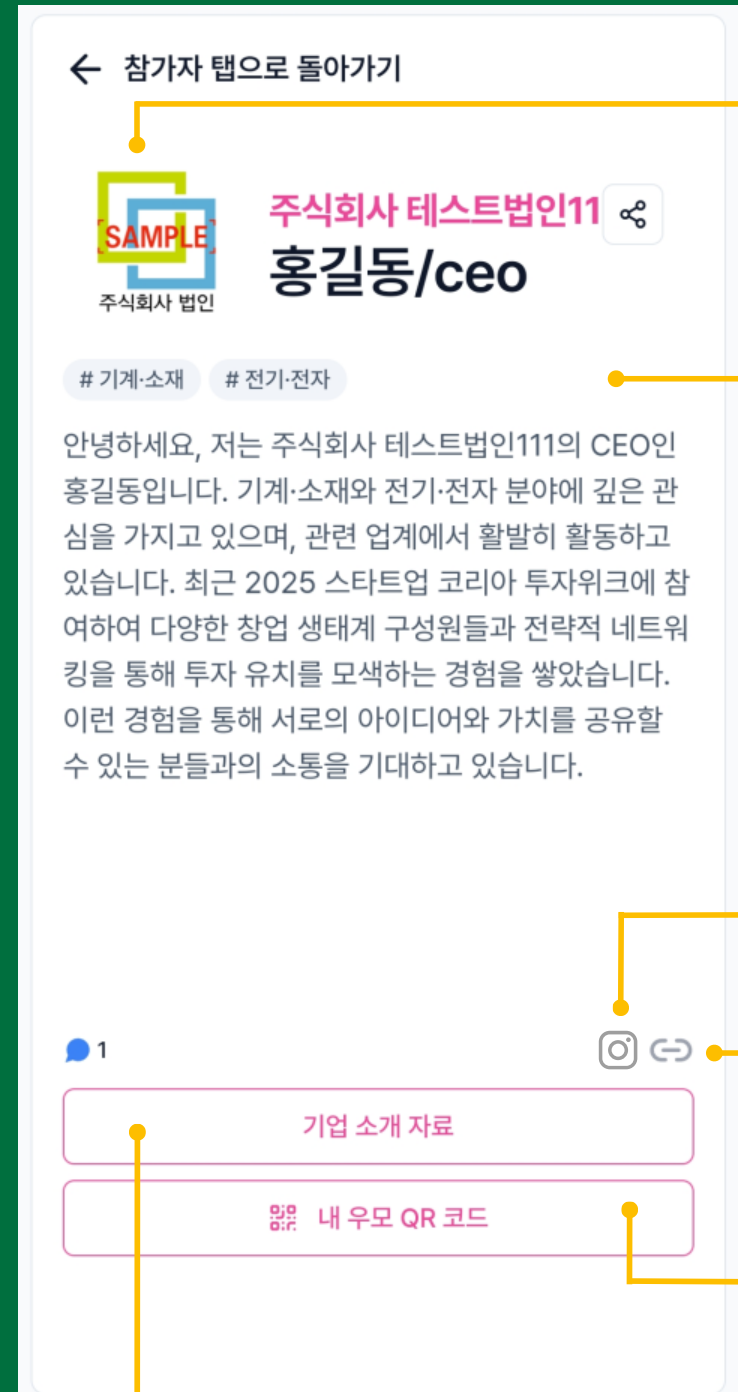 참가자 탭으로 돌아가기
SAMPLE
주식회사 법인
주식회사 테스트법인11
홍길동/ceo
# 기계·소재 # 전기·전자
안녕하세요, 저는 주식회사 테스트법인111의 CEO인
홍길동입니다. 기계·소재와 전기·전자 분야에 깊은 관
심을 가지고 있으며, 관련 업계에서 활발히 활동하고
있습니다. 최근 2025 스타트업 코리아 투자위크에 참
여하여 다양한 창업 생태계 구성원들과 전략적 네트워
킹을 통해 투자 유치를 모색하는 경험을 쌓았습니다.
이런 경험을 통해 서로의 아이디어와 가치를 공유할
수 있는 분들과의 소통을 기대하고 있습니다.
1
기업 소개 자료
내 우모 QR 코드